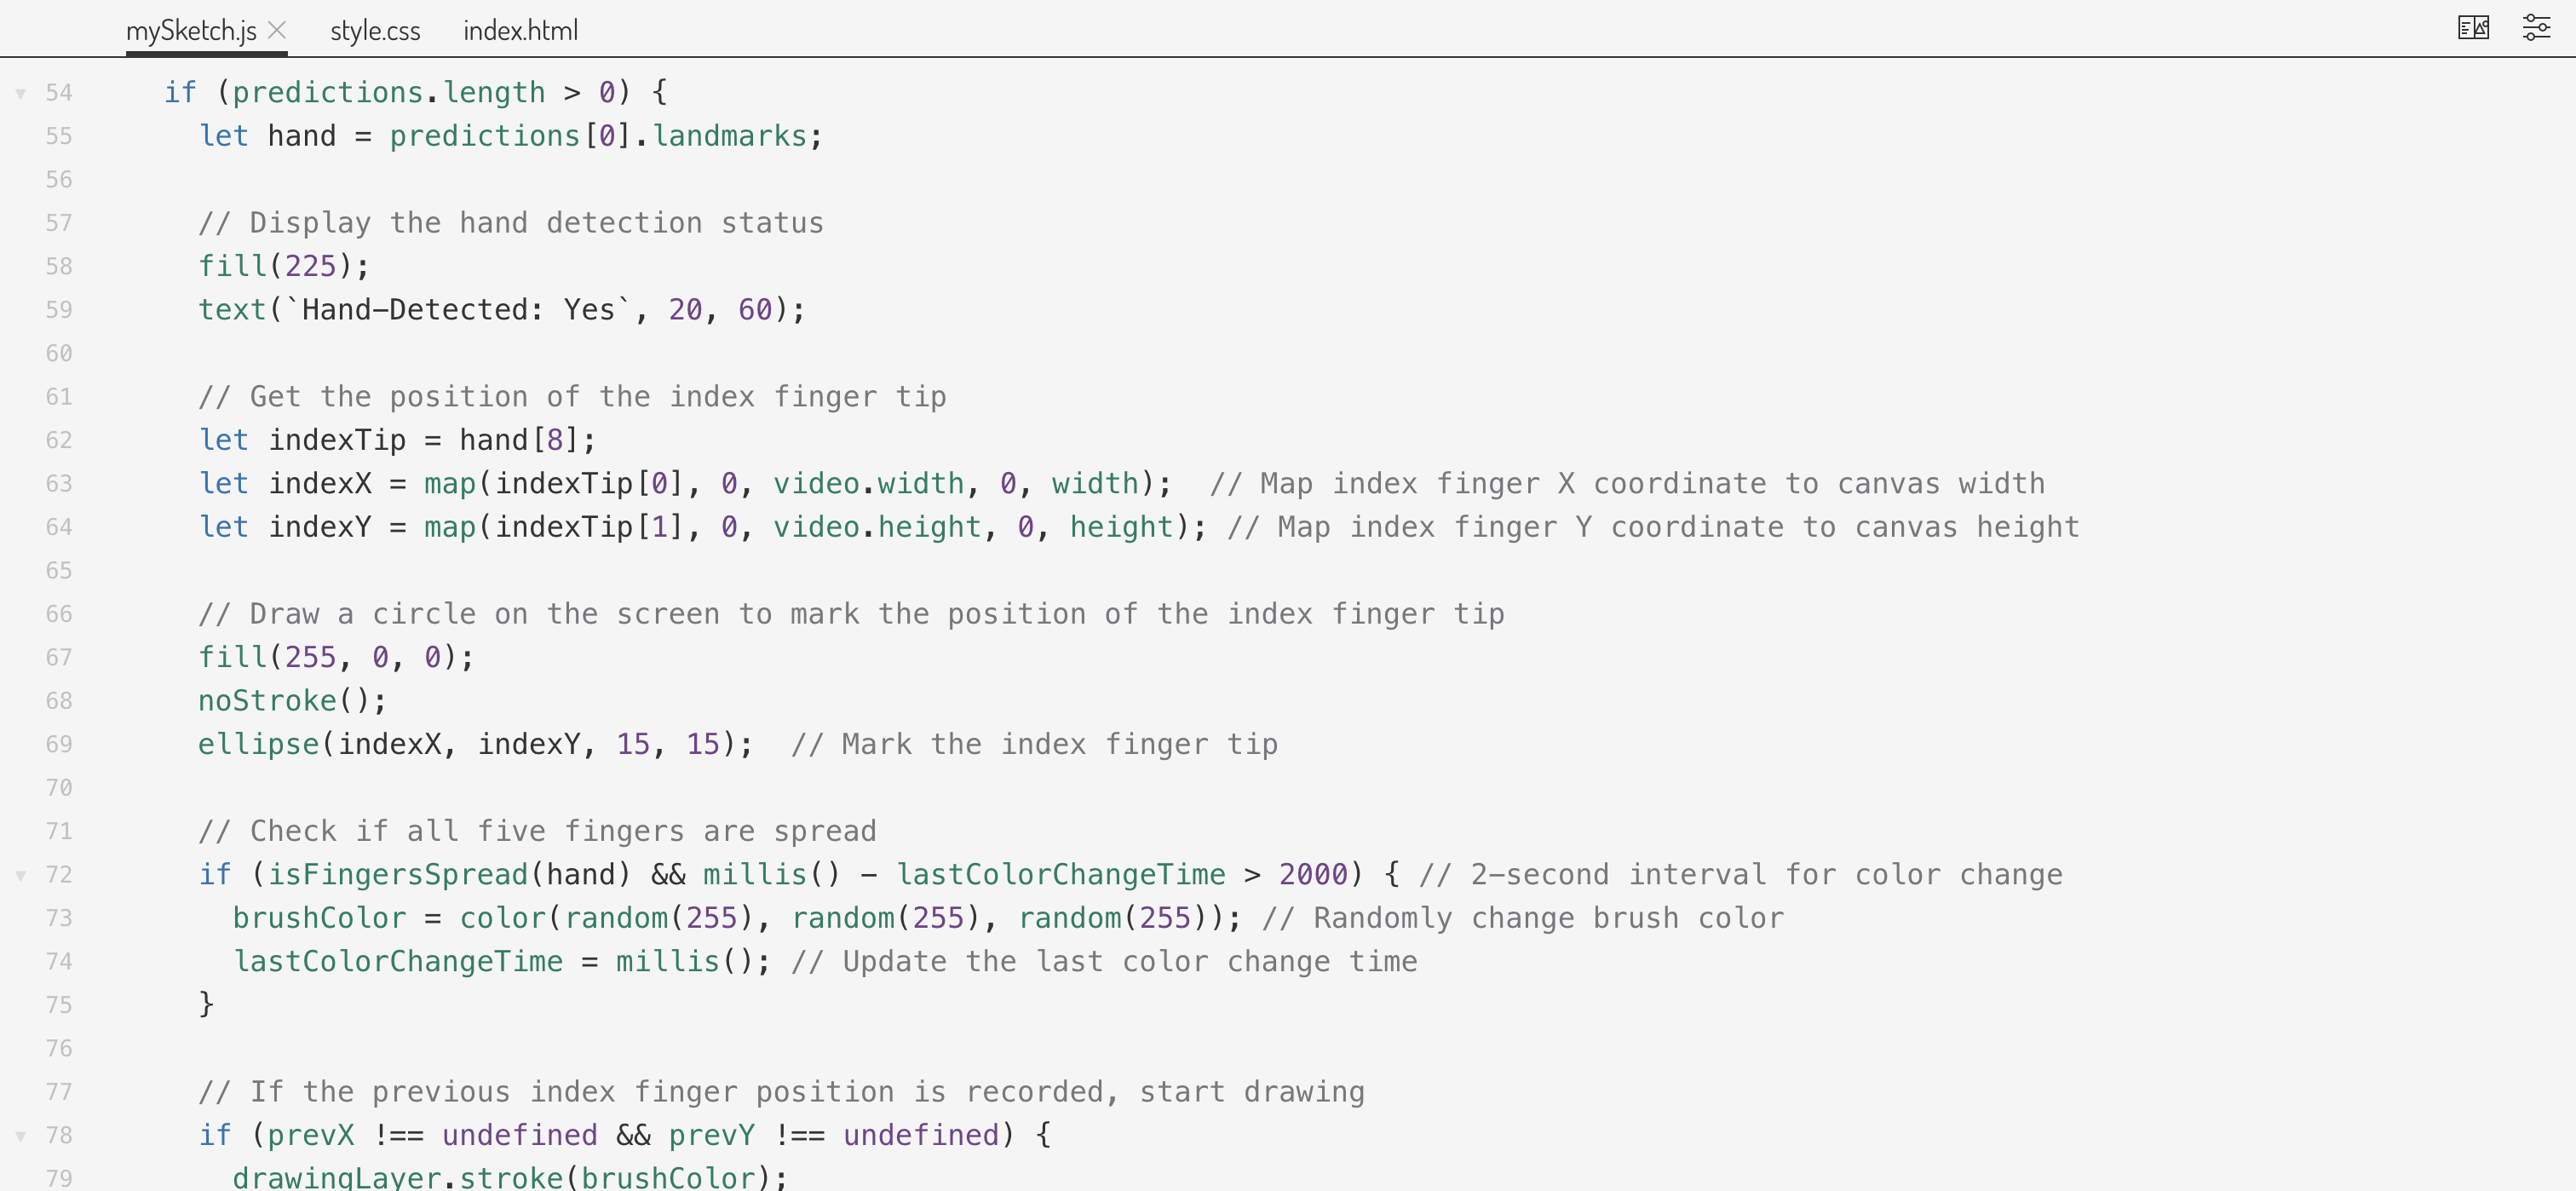 mySketch.js style.css index.html
54 if (predictions.length > 0) {
55 let hand = predictions[0].landmarks;
56
57 // Display the hand detection status
58 fill(225);
59 text(`Hand-Detected: Yes`, 20, 60);
60
61 // Get the position of the index finger tip
62 let indexTip = hand[8];
63 let indexX = map(indexTip[0], 0, video.width, 0, width);  // Map index finger X coordinate to canvas width
64 let indexY = map(indexTip[1], 0, video.height, 0, height); // Map index finger Y coordinate to canvas height
65
66 // Draw a circle on the screen to mark the position of the index finger tip
67 fill(255, 0, 0);
68 noStroke();
69 ellipse(indexX, indexY, 15, 15);  // Mark the index finger tip
70
71 // Check if all five fingers are spread
72 if (isFingersSpread(hand) && millis() - lastColorChangeTime > 2000) { // 2-second interval for color change
73 brushColor = color(random(255), random(255), random(255)); // Randomly change brush color
74 lastColorChangeTime = millis(); // Update the last color change time
75 }
76
77 // If the previous index finger position is recorded, start drawing
78 if (prevX !== undefined && prevY !== undefined) {
79 drawingLayer.stroke(brushColor);